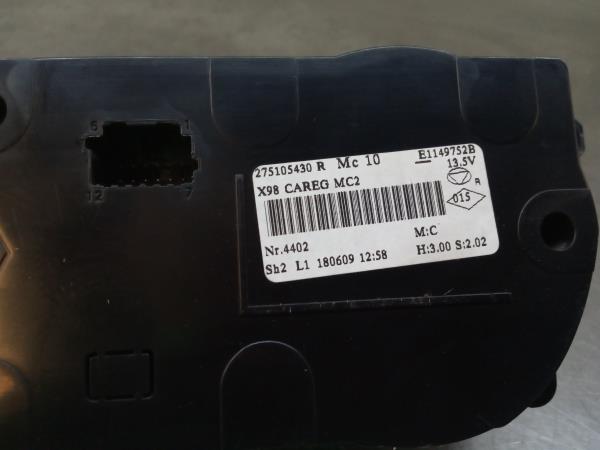 6 1
12 7
275105430 R Mc 10 E1149752B
13.5V
X98 CAREG MC2
R
015
Nr.4402 M:C
Sh2 L1 180609 12:58 H:3.00 S:2.02